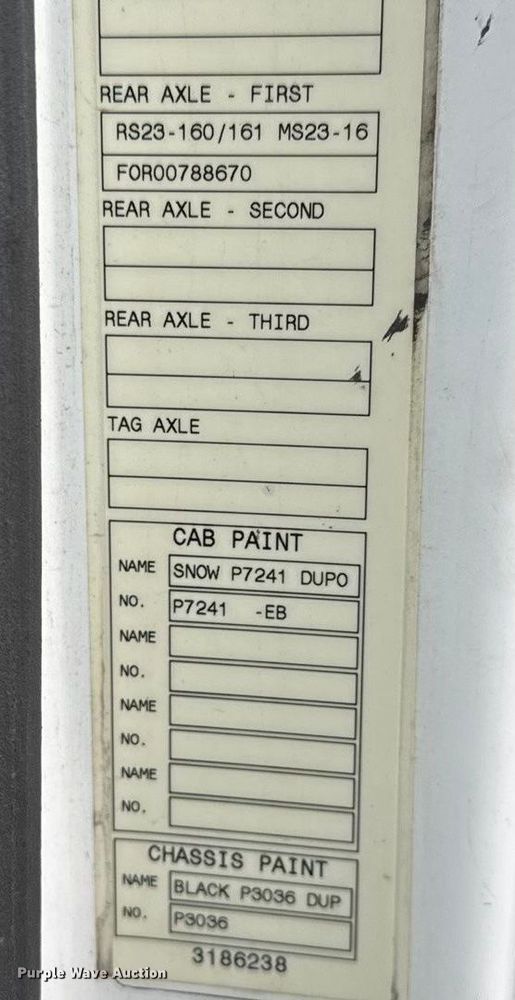 REAR AXLE - FIRST
RS23-160/161 MS23-16
FOR00788670
REAR AXLE - SECOND
REAR AXLE - THIRD
TAG AXLE
CAB PAINT
NAME SNOW P7241 DUPO
NO. P7241 -EB
NAME
NO.
NAME
NO.
NAME
NO.
CHASSIS PAINT
NAME BLACK P3036 DUP
NO. P3036
3186238
Purple Wave Auction